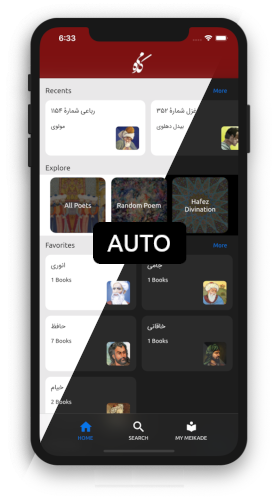 6:33
Recents
More
رباعی شمارهٔ ۱۱۵۴
مولوی
غزل شمارهٔ ۳۵۲
بیدل دهلوی
Explore
All Poets
Random Poem
Hafez
Divination
AUTO
Favorites
More
انوری
1 Books
جامی
1 Books
حافظ
7 Books
خاقانی
1 Books
خیام
2 Books
HOME
SEARCH
MY MEIKADE